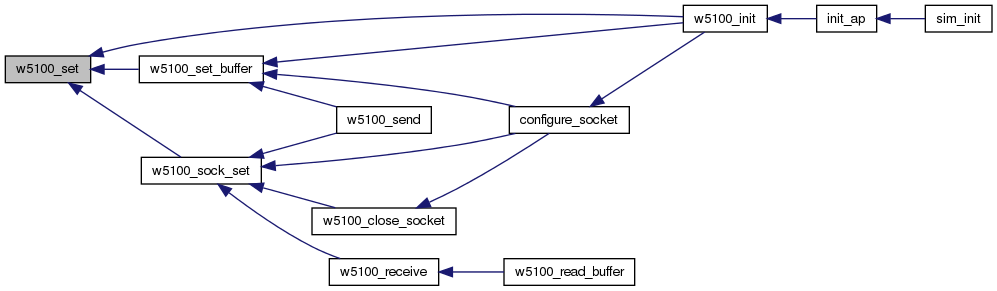 w5100_set
w5100_set_buffer
w5100_sock_set
w5100_send
w5100_close_socket
w5100_receive
configure_socket
w5100_read_buffer
w5100_init
init_ap
sim_init